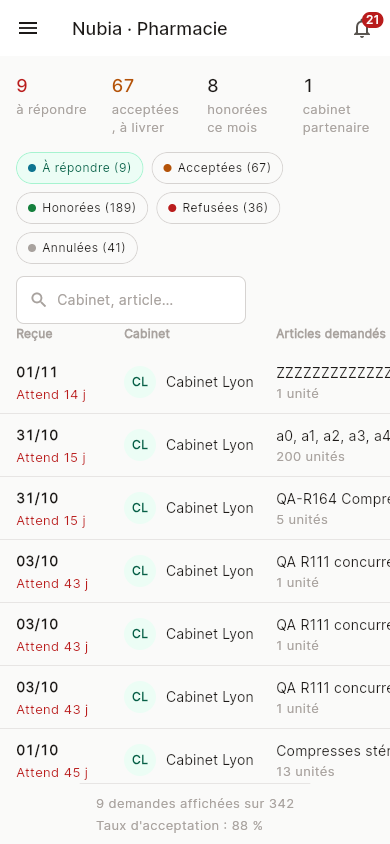 Nubia · Pharmacie
21
9
à répondre
67
acceptées
, à livrer
8
honorées
ce mois
1
cabinet
partenaire
À répondre (9)
Acceptées (67)
Honorées (189)
Refusées (36)
Annulées (41)
Cabinet, article...
Reçue Cabinet Articles demandés
01/11
Attend 14 j
CL Cabinet Lyon
ZZZZZZZZZZZZZ
1 unité
31/10
Attend 15 j
CL Cabinet Lyon
a0, a1, a2, a3, a4
200 unités
31/10
Attend 15 j
CL Cabinet Lyon
QA-R164 Compre
5 unités
03/10
Attend 43 j
CL Cabinet Lyon
QA R111 concurre
1 unité
03/10
Attend 43 j
CL Cabinet Lyon
QA R111 concurre
1 unité
03/10
Attend 43 j
CL Cabinet Lyon
QA R111 concurre
1 unité
01/10
Attend 45 j
CL Cabinet Lyon
Compresses stér
13 unités
9 demandes affichées sur 342
Taux d'acceptation : 88 %